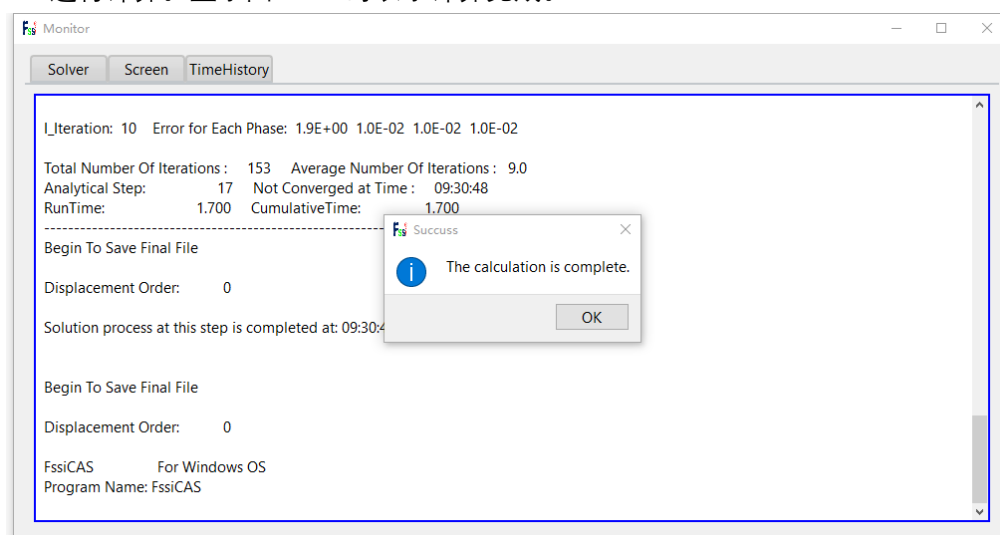 Monitor
Solver Screen TimeHistory
I_Iteration: 10 Error for Each Phase: 1.9E+00 1.0E-02 1.0E-02 1.0E-02
Total Number Of Iterations : 153 Average Number Of Iterations : 9.0
Analytical Step: 17 Not Converged at Time : 09:30:48
RunTime: 1.700 CumulativeTime: 1.700
--------------------------------------------------------
Begin To Save Final File
Displacement Order: 0
Solution process at this step is completed at: 09:30:4
Fssi Succuss
The calculation is complete.
OK
Begin To Save Final File
Displacement Order: 0
FssiCAS For Windows OS
Program Name: FssiCAS